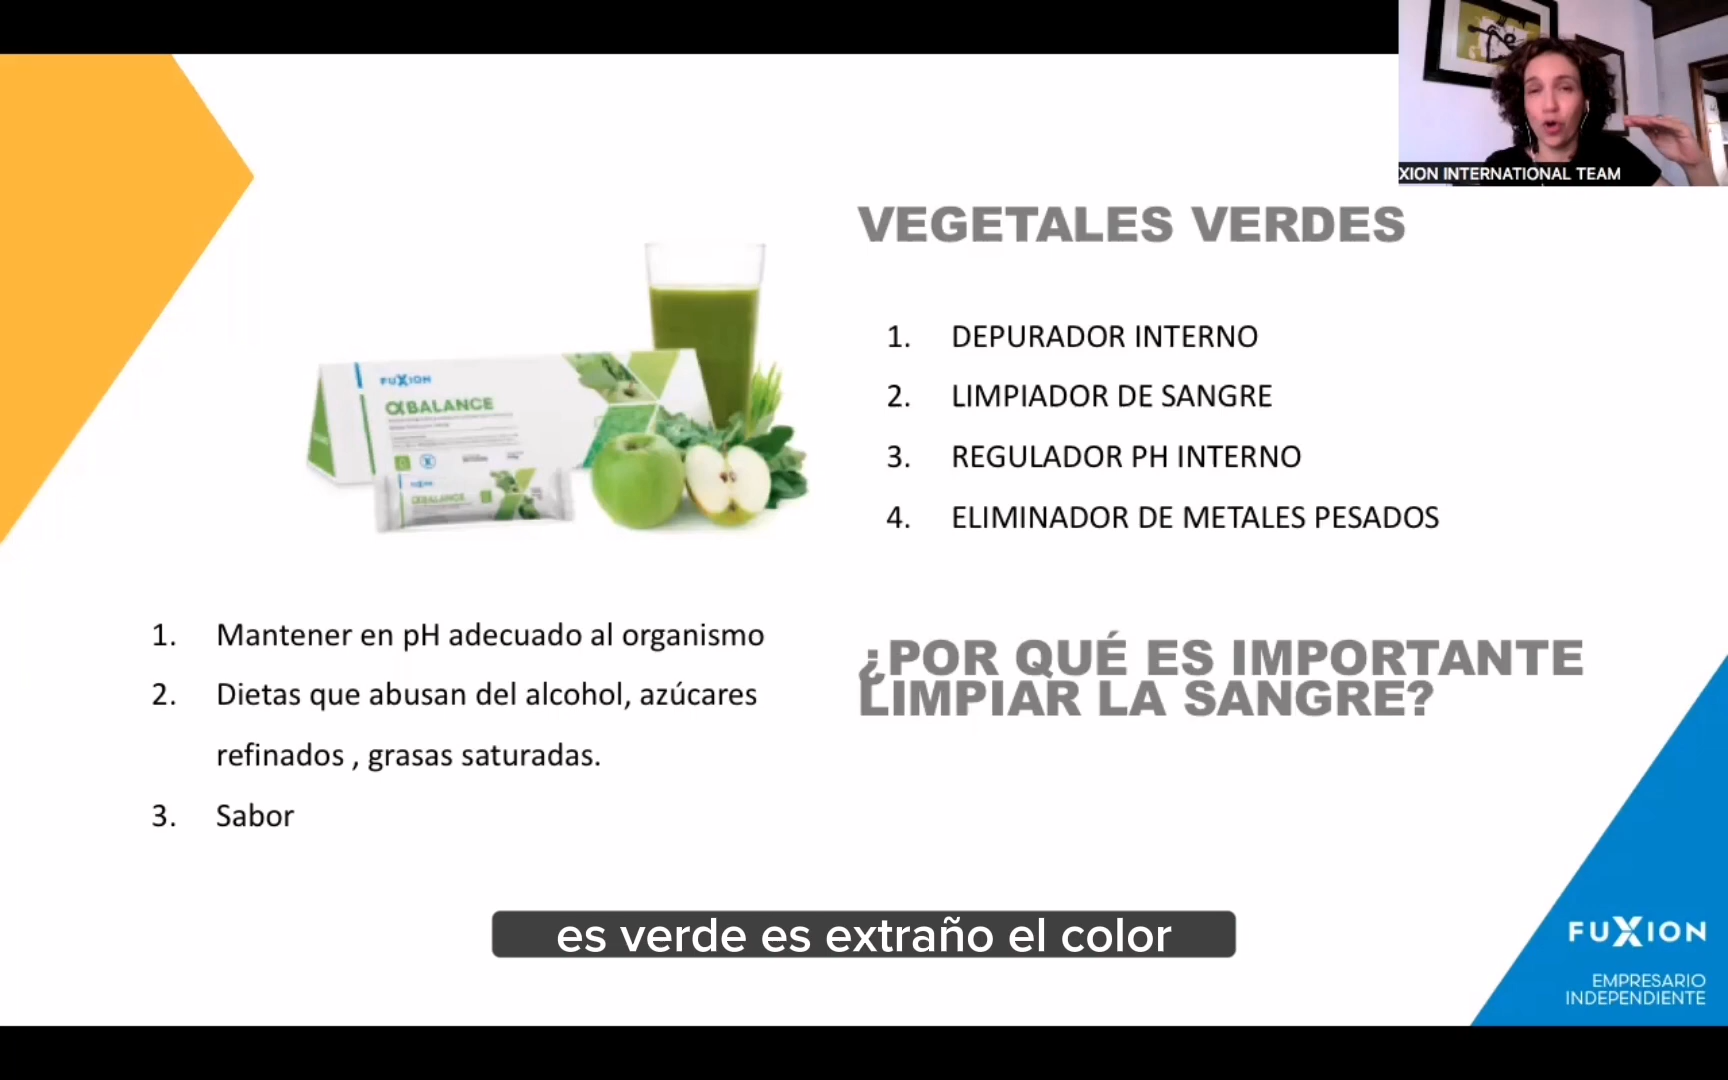 XION INTERNATIONAL TEAM
VEGETALES VERDES
1. DEPURADOR INTERNO
2. LIMPIADOR DE SANGRE
3. REGULADOR PH INTERNO
4. ELIMINADOR DE METALES PESADOS
FUXION
αBALANCE
FUXION
αBALANCE
1. Mantener en pH adecuado al organismo
2. Dietas que abusan del alcohol, azúcares
refinados , grasas saturadas.
3. Sabor
¿POR QUÉ ES IMPORTANTE
LIMPIAR LA SANGRE?
es verde es extraño el color
FUXION
EMPRESARIO
INDEPENDIENTE